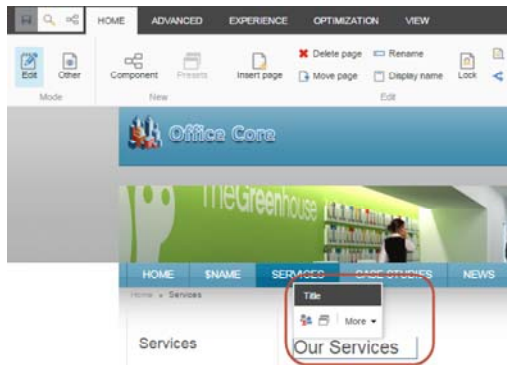 HOME ADVANCED EXPERIENCE OPTIMIZATION VIEW
Delete page Rename
Edit Other Component Presets Insert page Move page Display name Lock
Mode New Edit
Office Core
TheGreenhouse
HOME $NAME SERVICES CASE STUDIES NEWS
Home » Services
Title
More
Services
Our Services